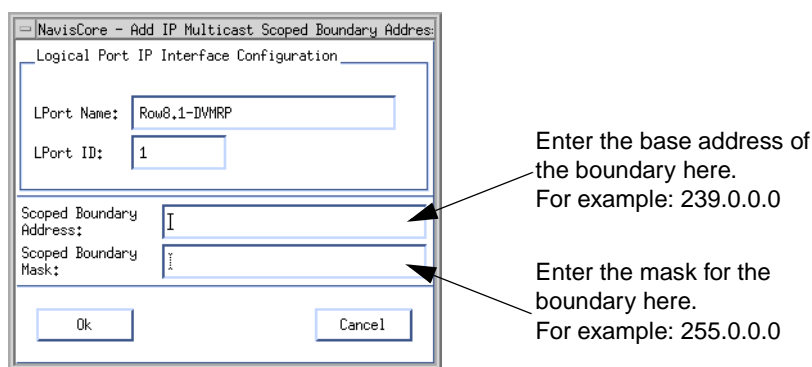 NavisCore - Add IP Multicast Scoped Boundary Addres
Logical Port IP Interface Configuration
LPort Name: Row8.1-DVMRP
LPort ID: 1
Scoped Boundary
Address:
Scoped Boundary
Mask:
Ok
Cancel
Enter the base address of
the boundary here.
For example: 239.0.0.0
Enter the mask for the
boundary here.
For example: 255.0.0.0